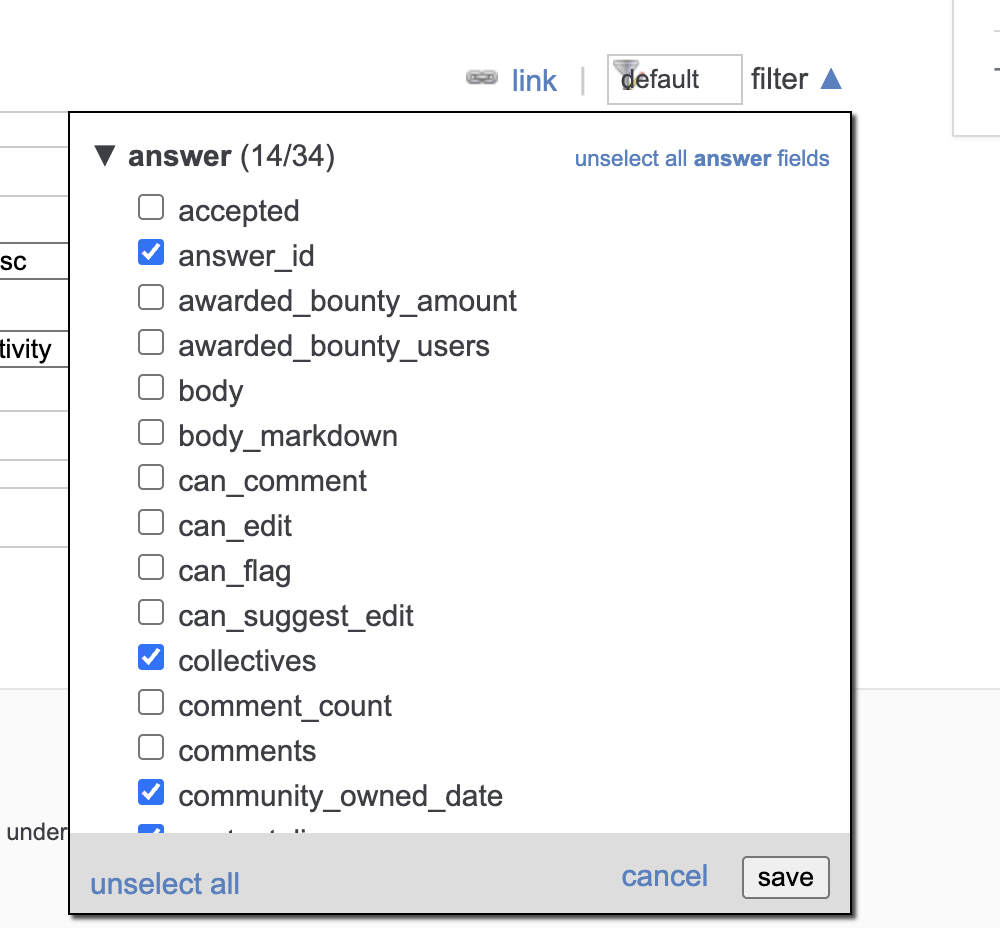 link | default filter ▲
▼ answer (14/34) unselect all answer fields
accepted
answer_id
sc
awarded_bounty_amount
awarded_bounty_users
tivity
body
body_markdown
can_comment
can_edit
can_flag
can_suggest_edit
collectives
comment_count
comments
community_owned_date
under
unselect all cancel save